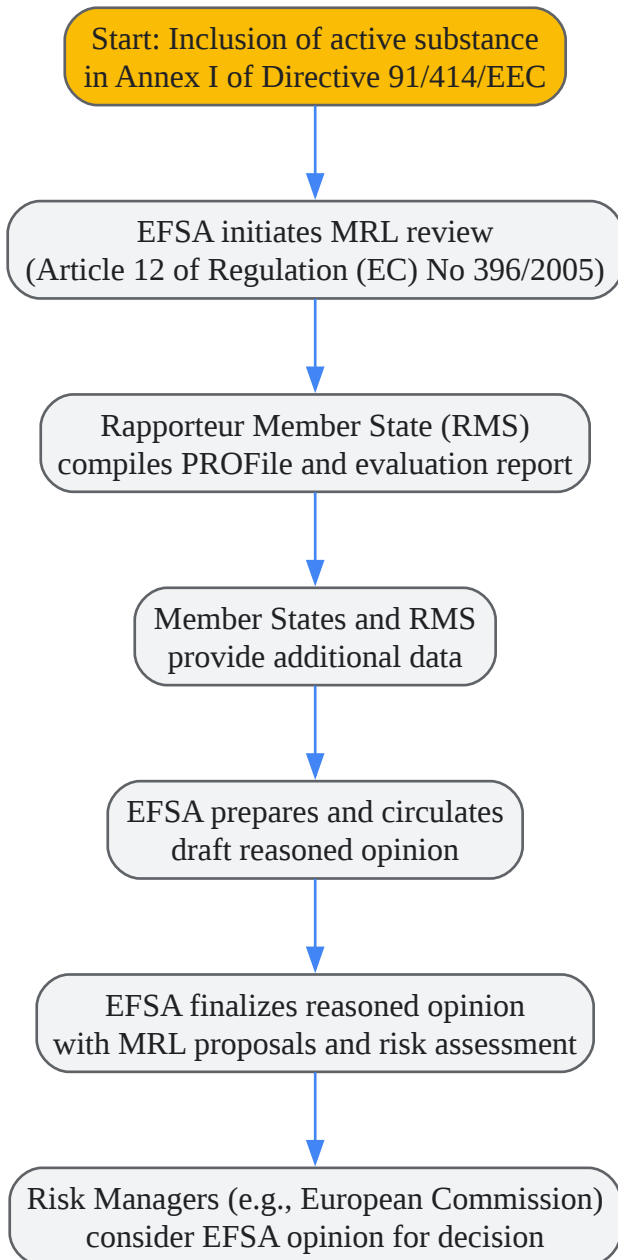 Start: Inclusion of active substance
in Annex I of Directive 91/414/EEC
EFSA initiates MRL review
(Article 12 of Regulation (EC) No 396/2005)
Rapporteur Member State (RMS)
compiles PROFile and evaluation report
Member States and RMS
provide additional data
EFSA prepares and circulates
draft reasoned opinion
EFSA finalizes reasoned opinion
with MRL proposals and risk assessment
Risk Managers (e.g., European Commission)
consider EFSA opinion for decision